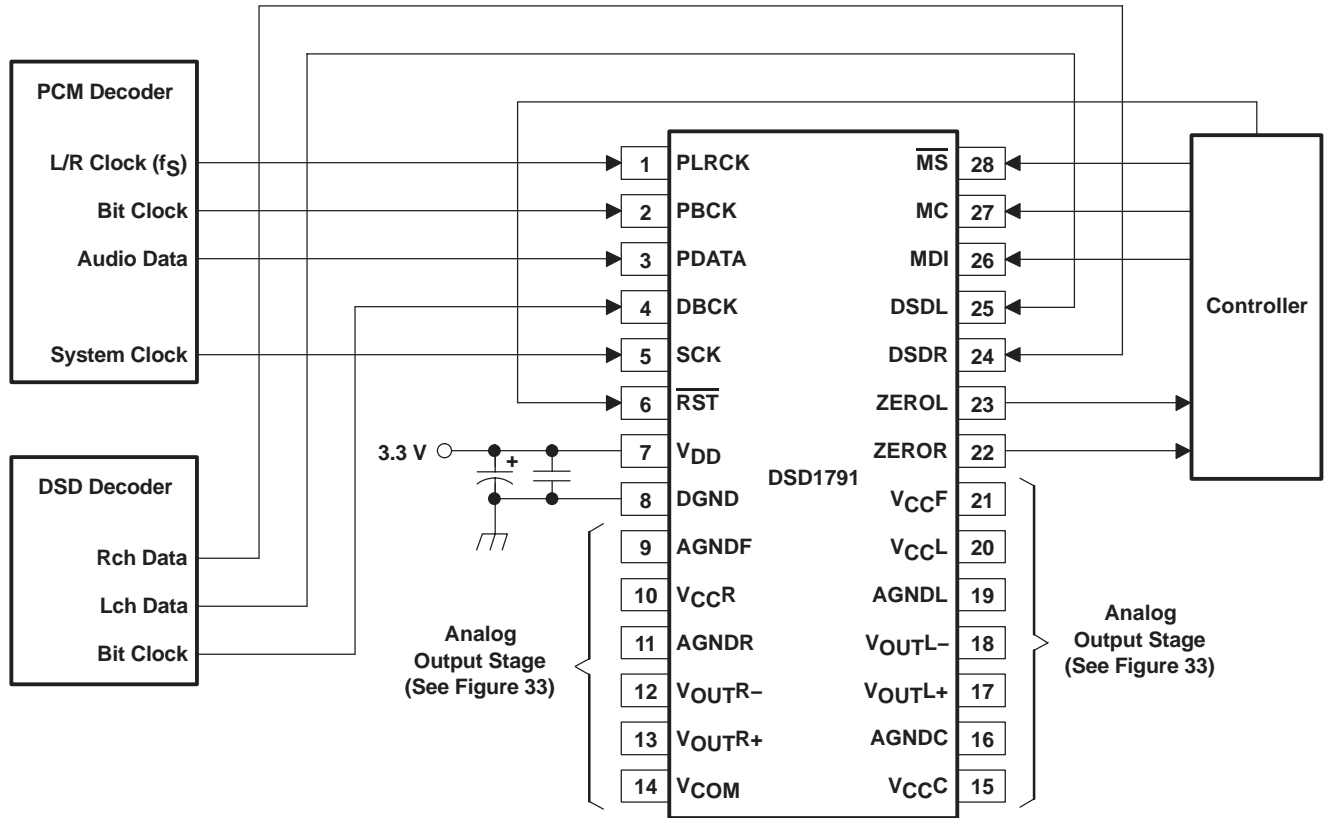 PCM Decoder
L/R Clock (fS)
Bit Clock
Audio Data
System Clock
DSD Decoder
Rch Data
Lch Data
Bit Clock
3.3 V
+
Analog
Output Stage
(See Figure 33)
1 PLRCK
2 PBCK
3 PDATA
4 DBCK
5 SCK
6 RST
7 VDD
8 DGND
9 AGNDF
10 VCCR
11 AGNDR
12 VOUTR−
13 VOUTR+
14 VCOM
DSD1791
MS 28
MC 27
MDI 26
DSDL 25
DSDR 24
ZEROL 23
ZEROR 22
VCCF 21
VCCL 20
AGNDL 19
VOUTL− 18
VOUTL+ 17
AGNDC 16
VCCC 15
Controller
Analog
Output Stage
(See Figure 33)